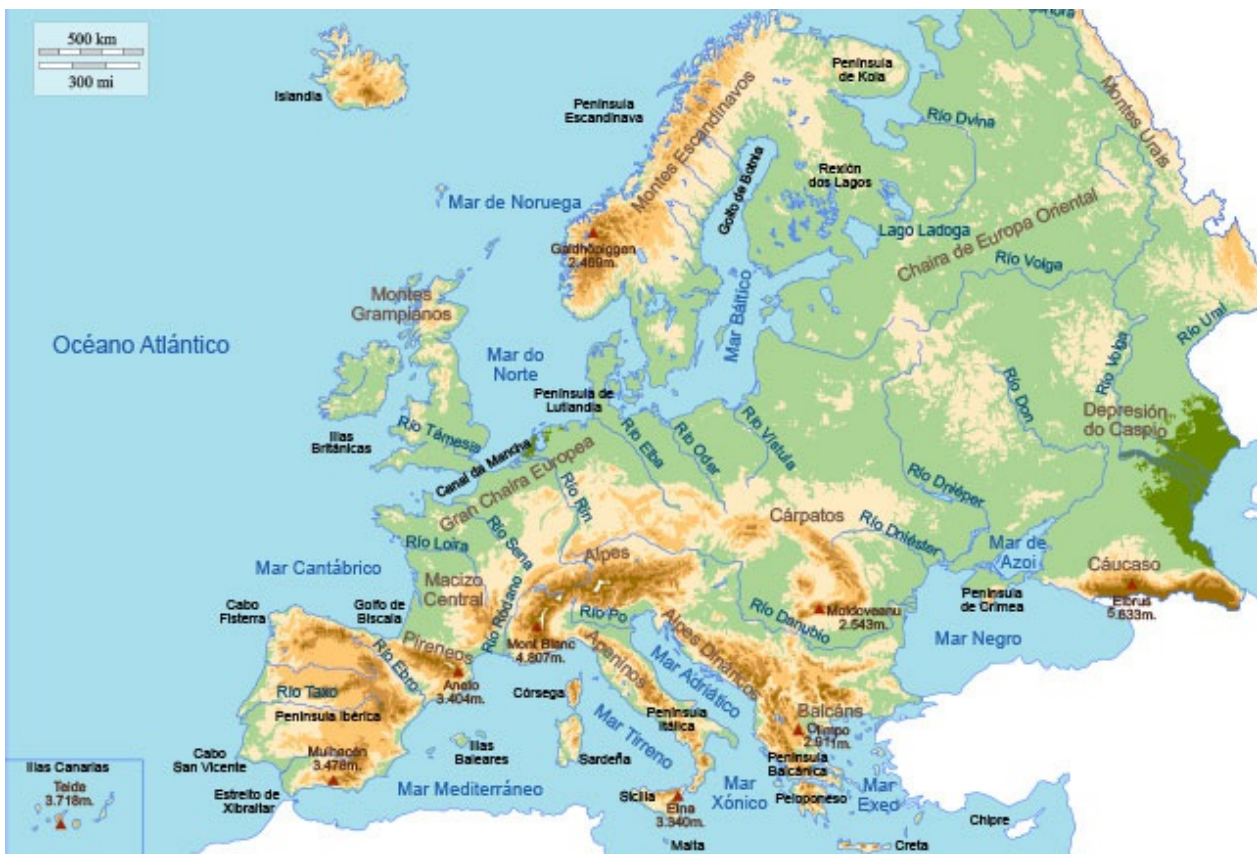 500 km
300 mi
Islandia
Península
Escandinava
Península
de Kola
Montes Escandinavos
Río Dvina
Montes Urais
Golfo de Botnia
Rexión
dos Lagos
Mar de Noruega
Galdhöpiggen
2.469m.
Lago Ladoga
Chaira de Europa Oriental
Río Volga
Montes
Grampianos
Océano Atlántico
Mar do
Norte
Mar Báltico
Río Ural
Río Volga
Península de
Lutlandia
Río Don
Depresión
do Caspio
Illas
Británicas
Río Támesis
Canal da Mancha
Gran Chaira Europea
Río Elba
Río Oder
Río Vístula
Río Rin
Río Dniéper
Río Sena
Río Loira
Cárpatos
Río Dniéster
Mar de
Azof
Mar Cantábrico
Alpes
Cáucaso
Macizo
Central
Península
de Crimea
Elbrus
5.633m.
Cabo
Fisterra
Golfo de
Biscaia
Río Ródano
Río Po
Moldoveanu
2.543m.
Río Danubio
Mar Negro
Pireneos
Río Ebro
Mont Blanc
4.807m.
Apeninos
Alpes Dináricos
Mar Adriático
Aneto
3.404m.
Córsega
Río Taxo
Península Ibérica
Península
Itálica
Balcáns
Olimpo
2.911m.
Península
Balcánica
Mulhacén
3.478m.
Cabo
San Vicente
Illas
Baleares
Sardeña
Mar Tirreno
Illas Canarias
Teide
3.718m.
Estreito de
Xibraltar
Mar Mediterráneo
Sicilia
Etna
3.340m.
Mar
Xónico
Peloponeso
Mar
Exeo
Chipre
Malta
Creta